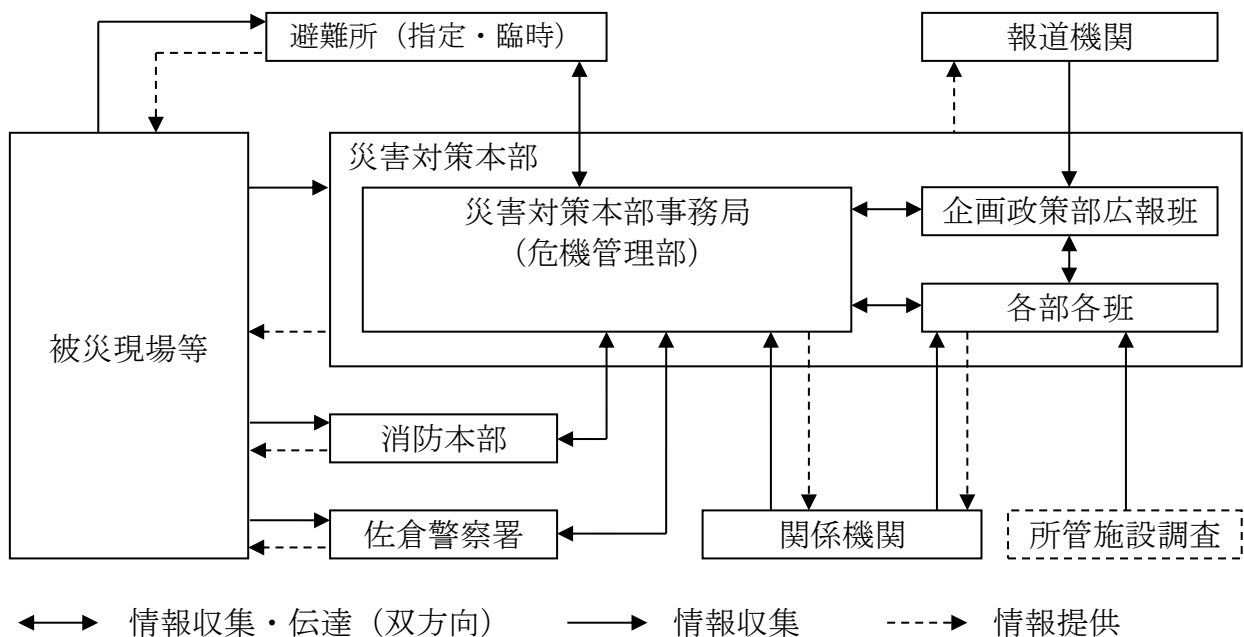 避難所（指定・臨時）
報道機関
災害対策本部
災害対策本部事務局
（危機管理部）
企画政策部広報班
各部各班
被災現場等
消防本部
佐倉警察署
関係機関
所管施設調査
情報収集・伝達（双方向）
情報収集
情報提供